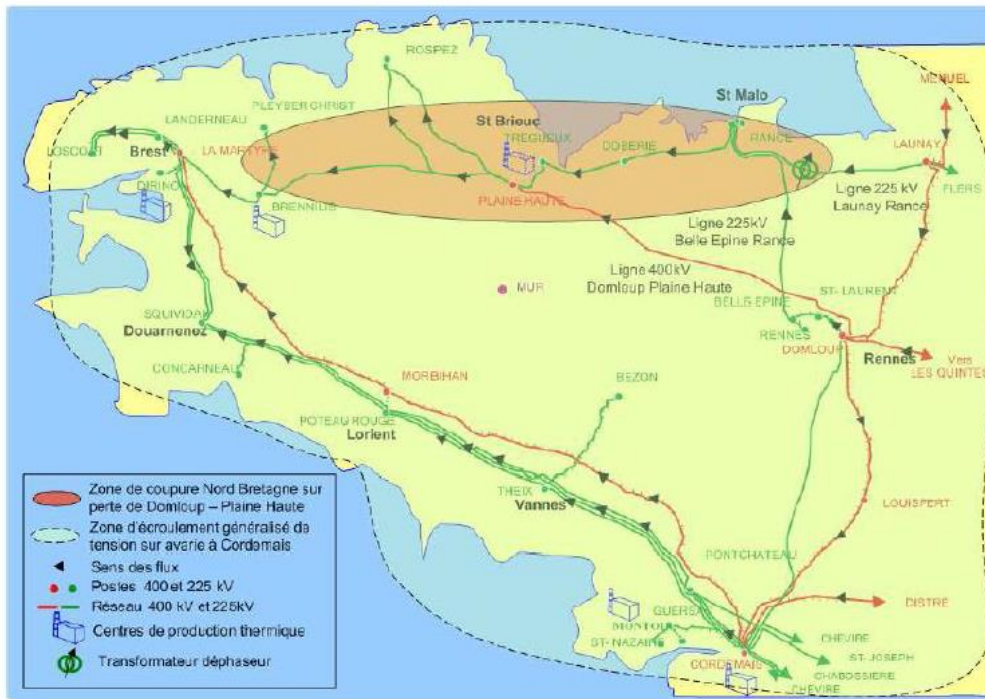 ROSPEZ
MENUEL
PLEYBER CHRIST
St Malo
LANDERNEAU
St Brieuc
TREGUEUX
RANCE
LAUNAY
LOSCOAT
Brest
LA MARTYRE
DOBERIE
FLERS
DIRINON
BRENNILIS
PLAINE HAUTE
Ligne 225 kV
Launay Rance
Ligne 225kV
Belle Epine Rance
Ligne 400kV
Domloup Plaine Haute
MUR
ST-LAURENT
BELLE-EPINE
SQUIVIDAN
Douarnenez
RENNES
DOMLOUP
Rennes
Vers
LES QUINTES
CONCARNEAU
MORBIHAN
BEZON
POTEAU ROUGE
Lorient
THEIX
Vannes
LOUISFERT
PONTCHATEAU
GUERSAC
DISTRE
MONTOIR
ST-NAZAIRE
CHEVIRE
ST-JOSEPH
CORDEMAIS
CHABOSSIERE
CHEVIRE
Zone de coupure Nord Bretagne sur
perte de Domloup – Plaine Haute
Zone d'écroulement généralisé de
tension sur avarie à Cordemais
Sens des flux
Postes 400 et 225 kV
Réseau 400 kV et 225kV
Centres de production thermique
Transformateur déphaseur